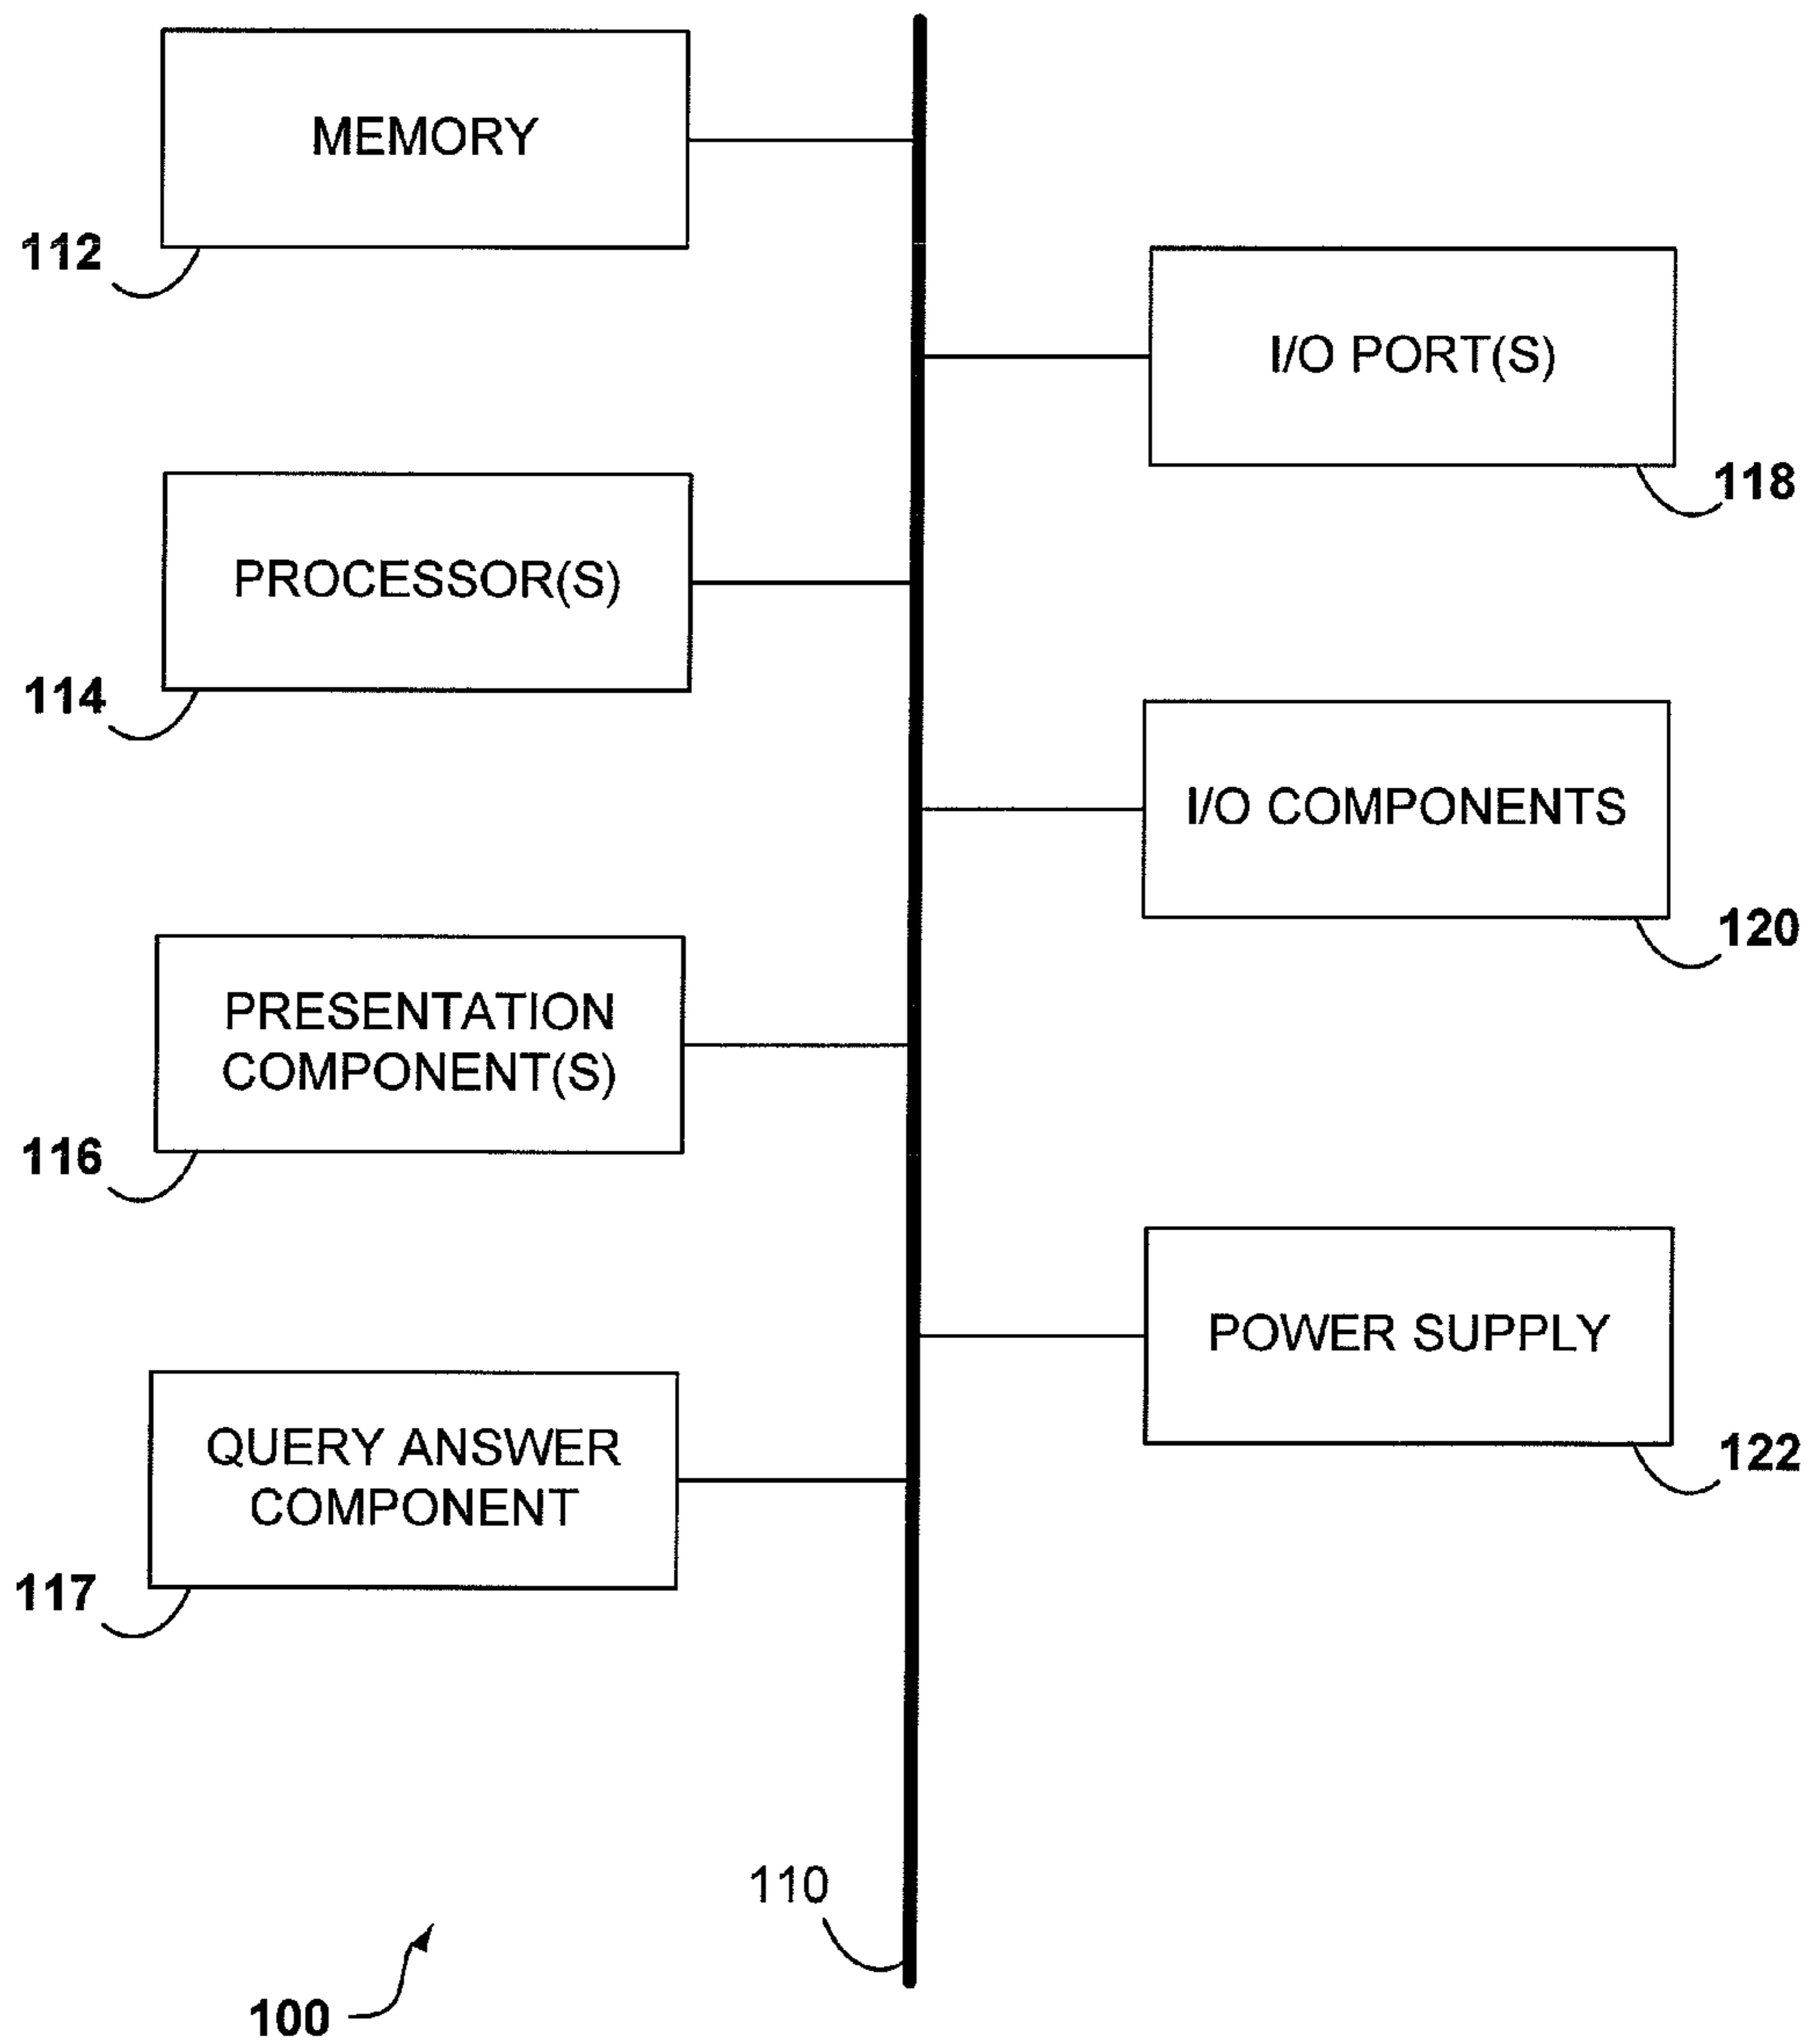 MEMORY
112
I/O PORT(S)
118
PROCESSOR(S)
114
I/O COMPONENTS
120
PRESENTATION
COMPONENT(S)
116
POWER SUPPLY
122
QUERY ANSWER
COMPONENT
117
110
100